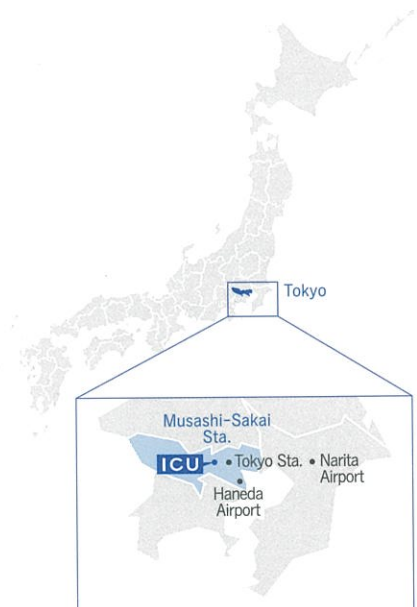 Tokyo
Musashi-Sakai
Sta.
ICU
Tokyo Sta.
Narita
Airport
Haneda
Airport